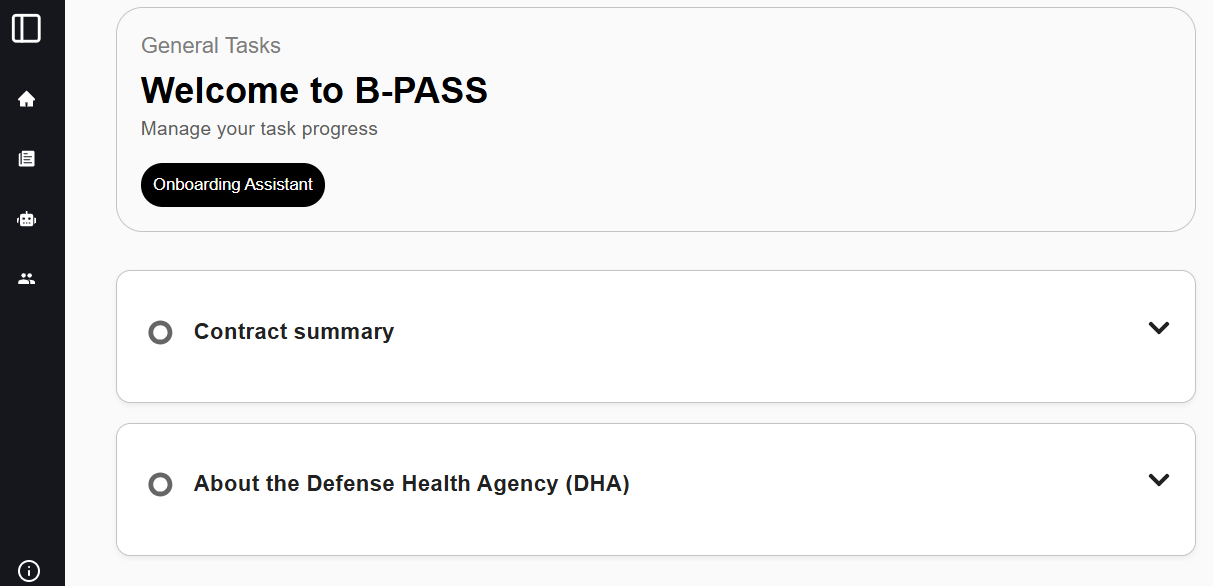 General Tasks
Welcome to B-PASS
Manage your task progress
Onboarding Assistant
Contract summary
About the Defense Health Agency (DHA)